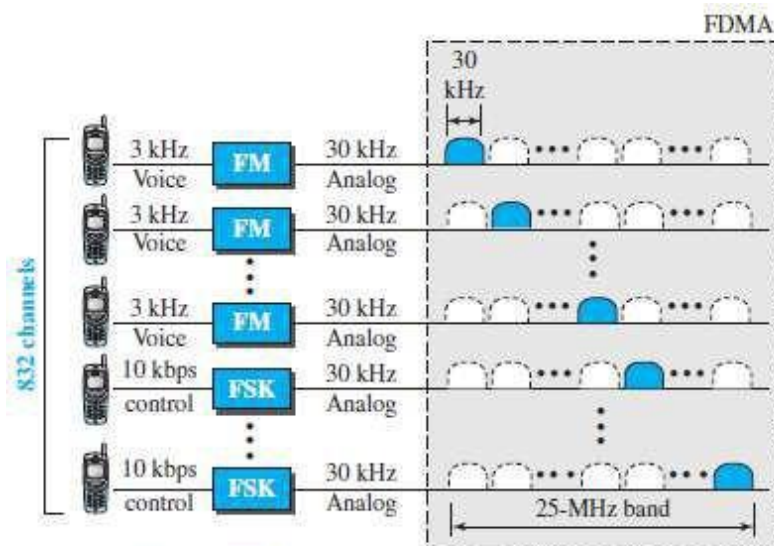 FDMA
30
kHz
3 kHz
Voice
FM
30 kHz
Analog
3 kHz
Voice
FM
30 kHz
Analog
3 kHz
Voice
FM
30 kHz
Analog
10 kbps
control
FSK
30 kHz
Analog
10 kbps
control
FSK
30 kHz
Analog
832 channels
25-MHz band